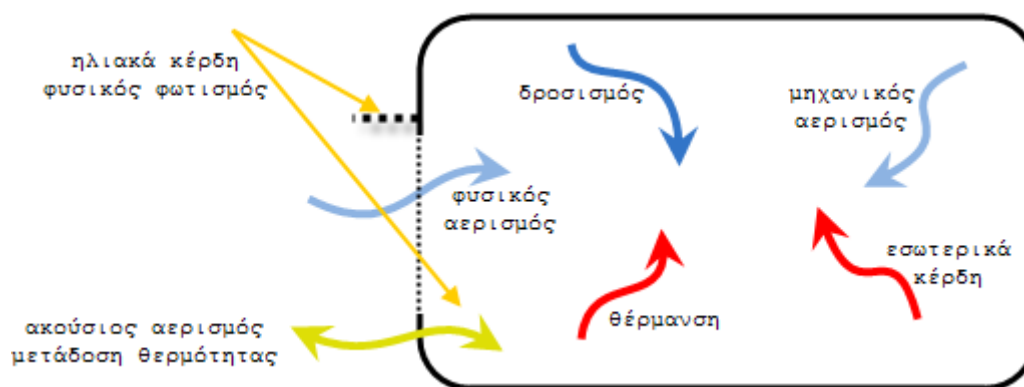 ηλιακά κέρδη
φυσικός φωτισμός
δροσισμός
μηχανικός
αερισμός
φυσικός
αερισμός
εσωτερικά
κέρδη
θέρμανση
ακούσιος αερισμός
μετάδοση θερμότητας